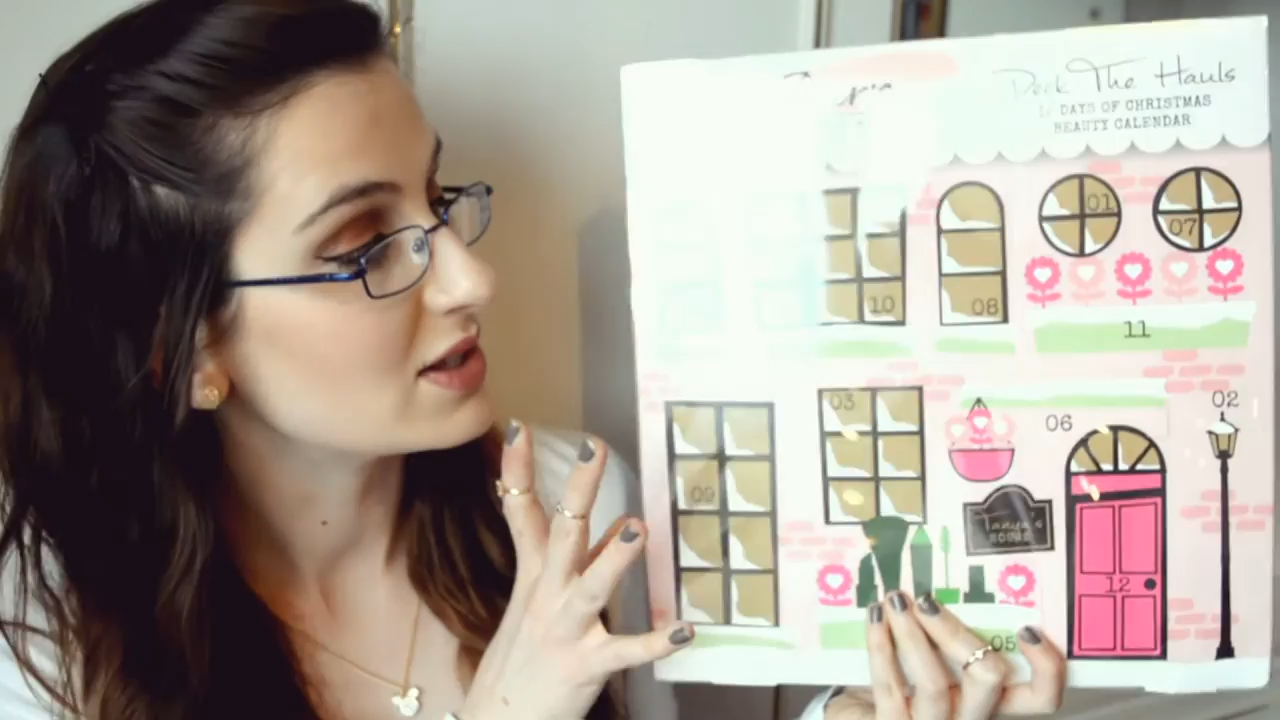 Deck The Hauls
12 DAYS OF CHRISTMAS
BEAUTY CALENDAR
01
07
10
08
11
03
02
06
09
Tanya's
HOUSE
12
05